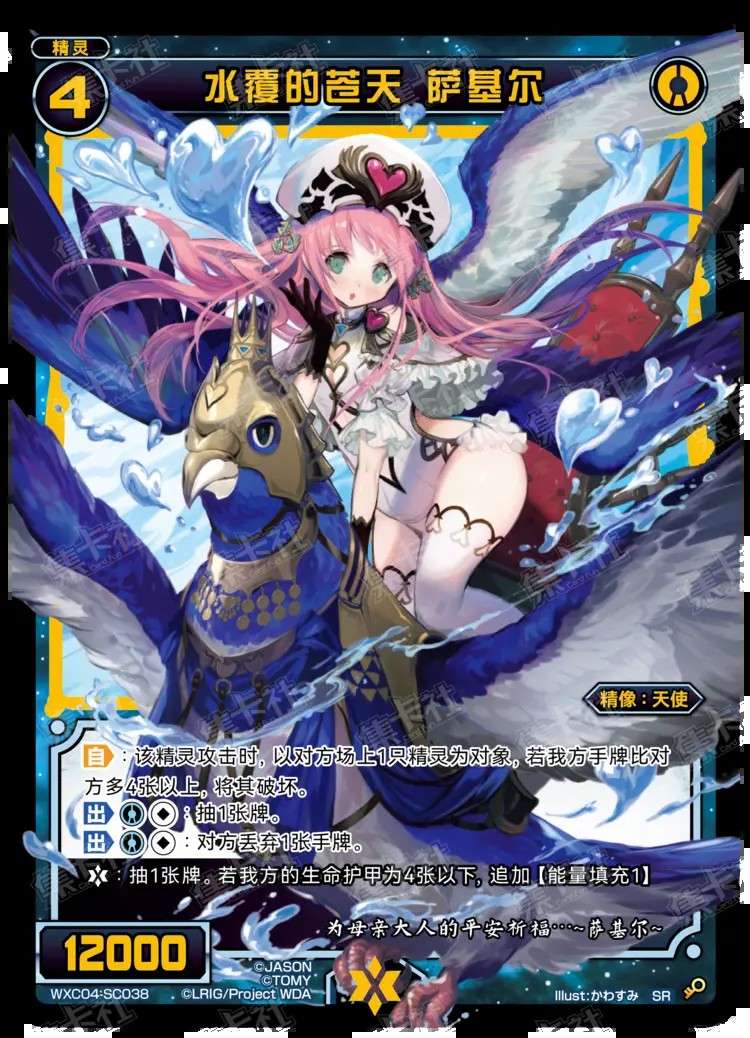 精灵
4
水覆的苍天 萨基尔
精像：天使
自：该精灵攻击时，以对方场上1只精灵为对象，若我方手牌比对
方多4张以上，将其破坏。
出：抽1张牌。
出：对方丢弃1张手牌。
：抽1张牌。若我方的生命护甲为4张以下，追加【能量填充1】
为母亲大人的平安祈福…~萨基尔~
12000
©JASON
©TOMY
WXC04-SC038 ©LRIG/Project WDA
Illust:かわすみ SR
集卡社